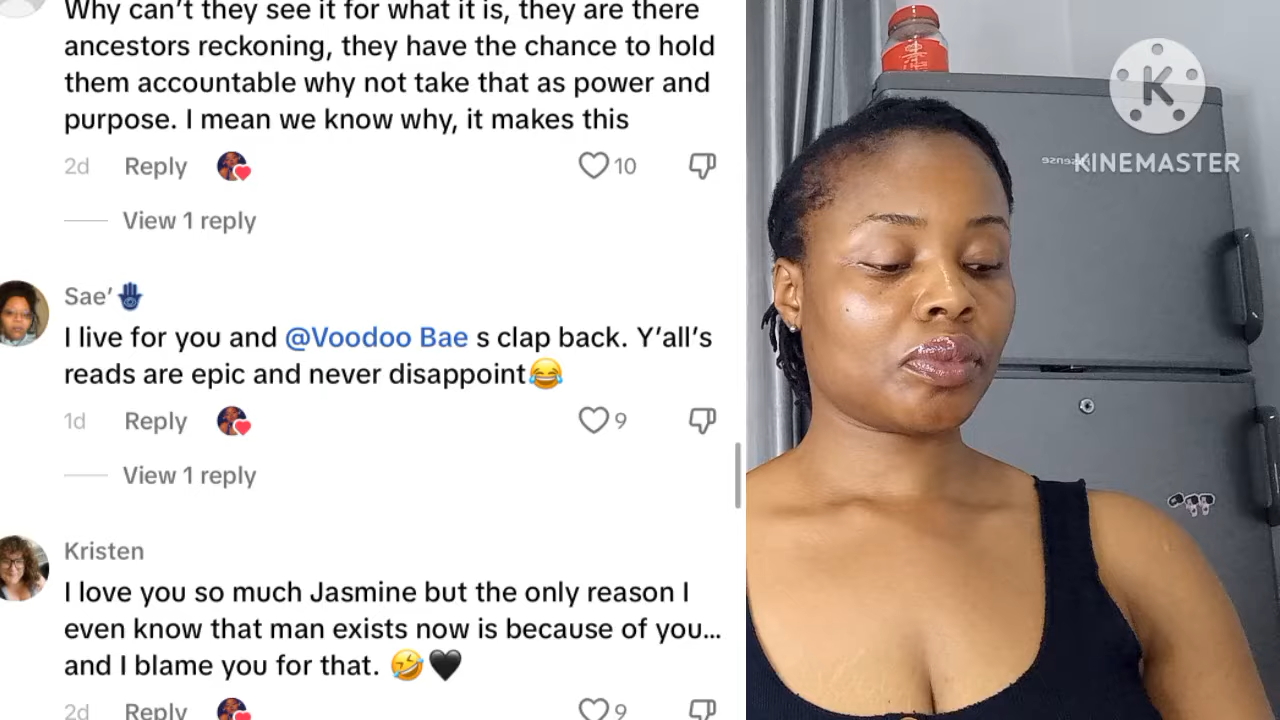 Why can't they see it for what it is, they are there
ancestors reckoning, they have the chance to hold
them accountable why not take that as power and
purpose. I mean we know why, it makes this
2d Reply 10
View 1 reply
Sae'
I live for you and @Voodoo Bae s clap back. Y'all's
reads are epic and never disappoint😂
1d Reply 9
View 1 reply
Kristen
I love you so much Jasmine but the only reason I
even know that man exists now is because of you...
and I blame you for that. 🤣🖤
2d Reply 9
K
KINEMASTER